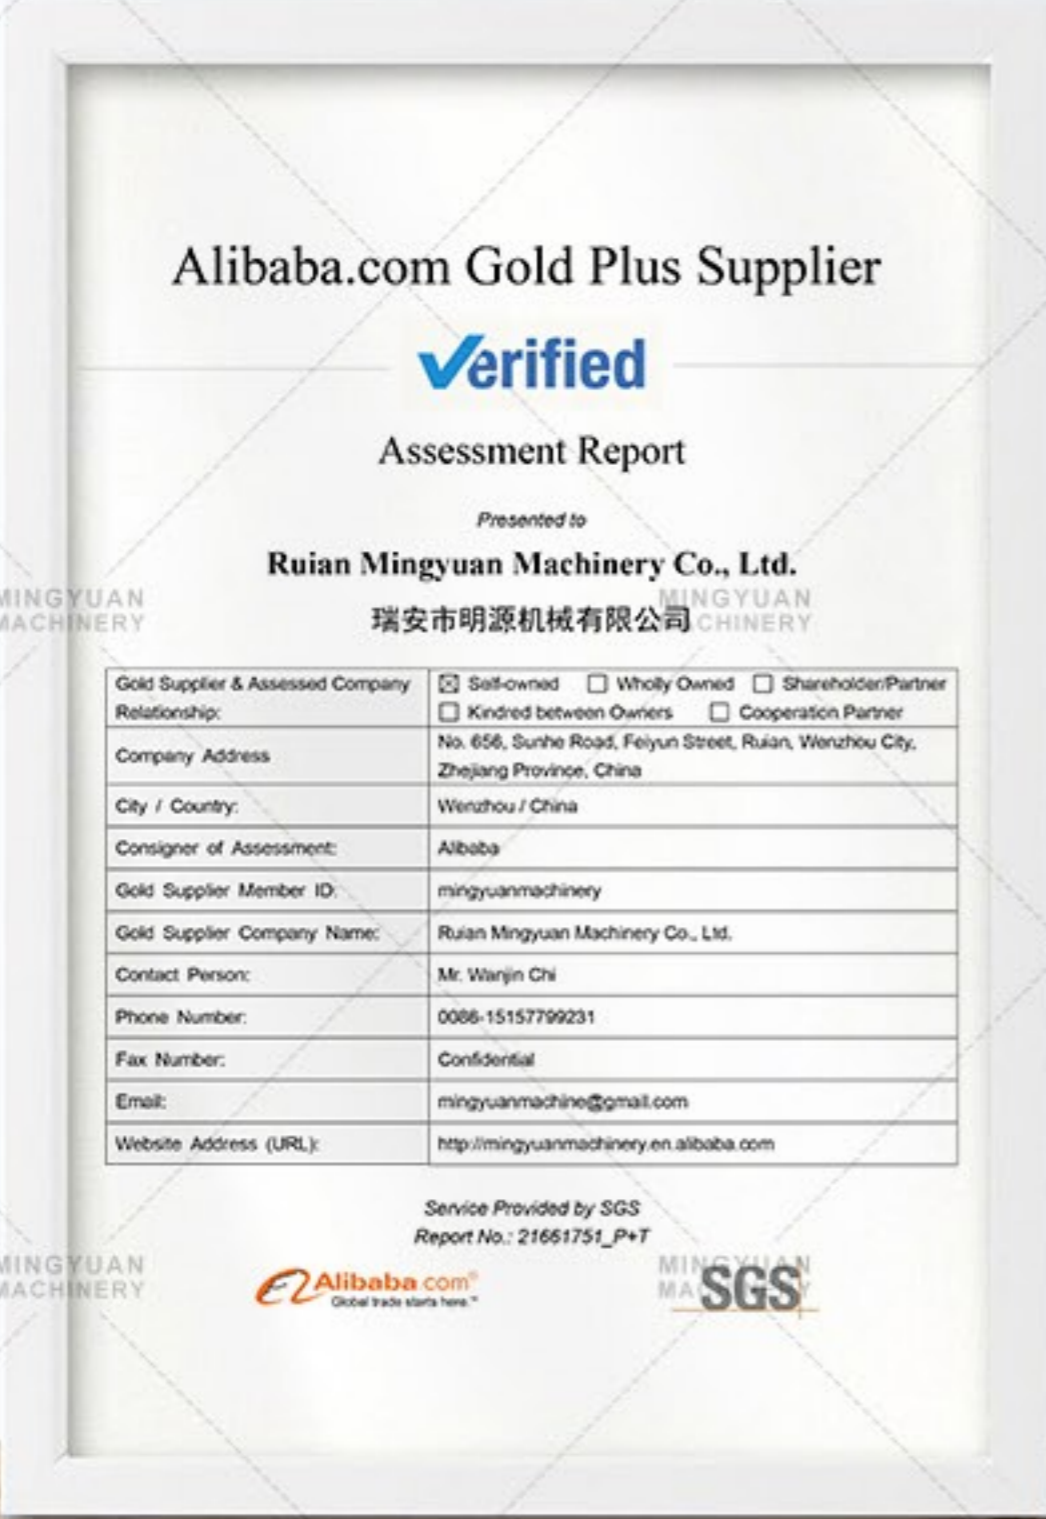 Alibaba.com Gold Plus Supplier
Verified
Assessment Report
Presented to
Ruian Mingyuan Machinery Co., Ltd.
瑞安市明源机械有限公司
MINGYUAN
MACHINERY
MINGYUAN
MACHINERY
Gold Supplier & Assessed Company Relationship: ☒ Self-owned ☐ Wholly Owned ☐ Shareholder/Partner
☐ Kindred between Owners ☐ Cooperation Partner
Company Address No. 656, Sunhe Road, Feiyun Street, Ruian, Wenzhou City,
Zhejiang Province, China
City / Country: Wenzhou / China
Consigner of Assessment: Alibaba
Gold Supplier Member ID: mingyuanmachinery
Gold Supplier Company Name: Ruian Mingyuan Machinery Co., Ltd.
Contact Person: Mr. Wanjin Chi
Phone Number: 0086-15157799231
Fax Number: Confidential
Email: mingyuanmachine@gmail.com
Website Address (URL): http://mingyuanmachinery.en.alibaba.com
Service Provided by SGS
Report No.: 21661751_P+T
MINGYUAN
MACHINERY
Alibaba.com®
Global trade starts here.™
MINGYUAN
MACHINERY
SGS